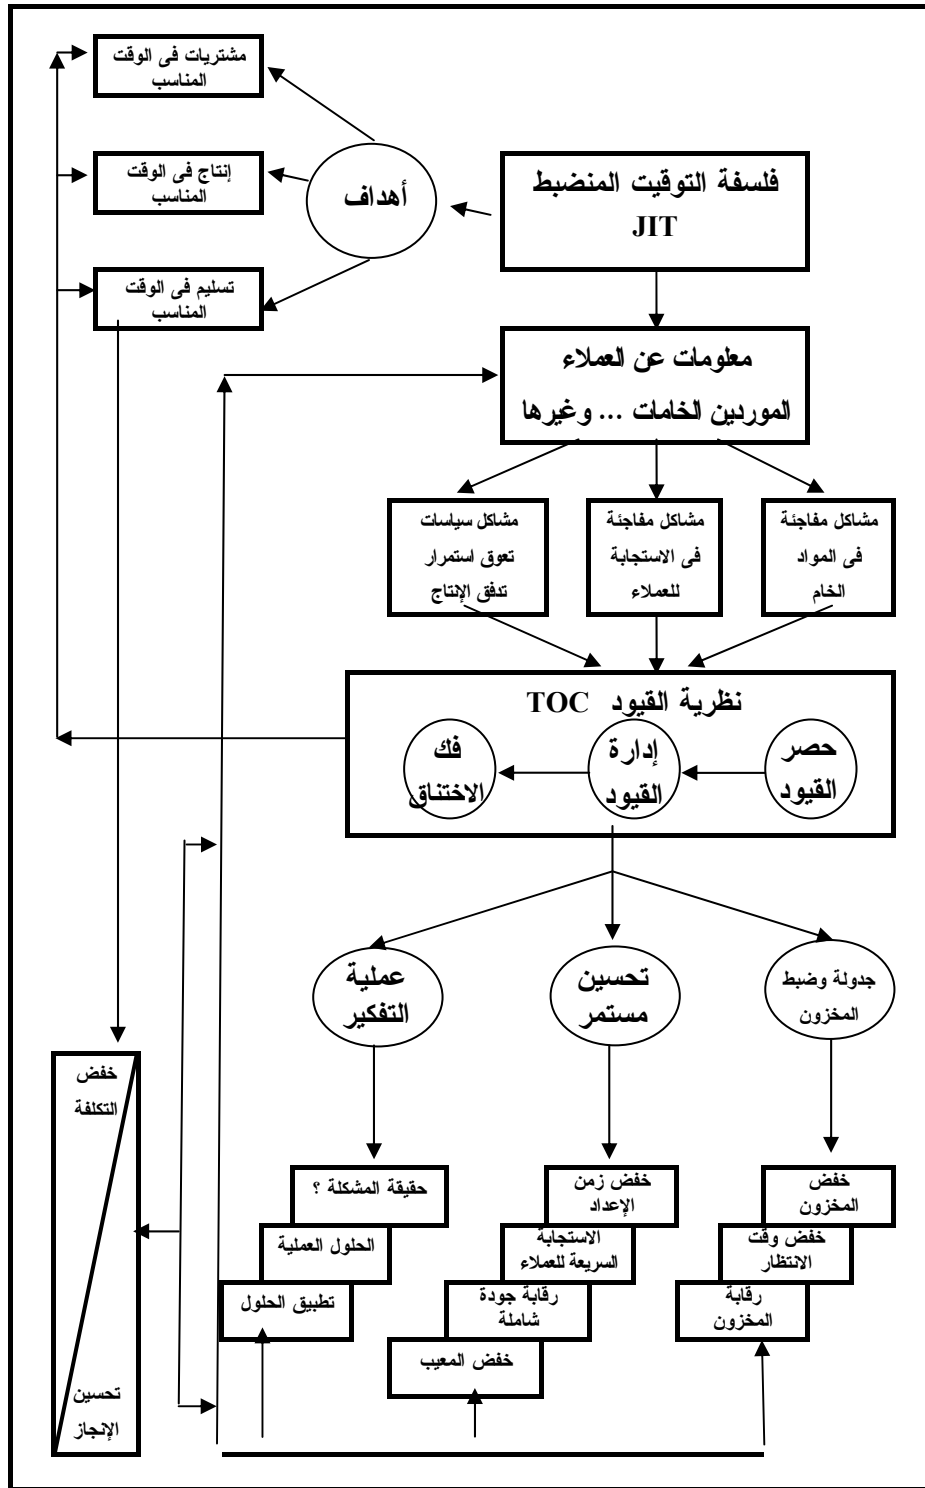 فلسفة التوقيت المنضبط
JIT
أهداف
مشتريات فى الوقت
المناسب
إنتاج فى الوقت
المناسب
تسليم فى الوقت
المناسب
معلومات عن العملاء
الموردين الخامات ... وغيرها
مشاكل مفاجئة
فى المواد
الخام
مشاكل مفاجئة
فى الاستجابة
للعملاء
مشاكل سياسات
تعوق استمرار
تدفق الإنتاج
نظرية القيود TOC
حصر
القيود
إدارة
القيود
فك
الاختناق
جدولة وضبط
المخزون
تحسين
مستمر
عملية
التفكير
خفض
المخزون
خفض وقت
الانتظار
رقابة
المخزون
خفض زمن
الإعداد
الاستجابة
السريعة للعملاء
رقابة جودة
شاملة
خفض المعيب
حقيقة المشكلة ؟
الحلول العملية
تطبيق الحلول
خفض
التكلفة
تحسين
الإنجاز